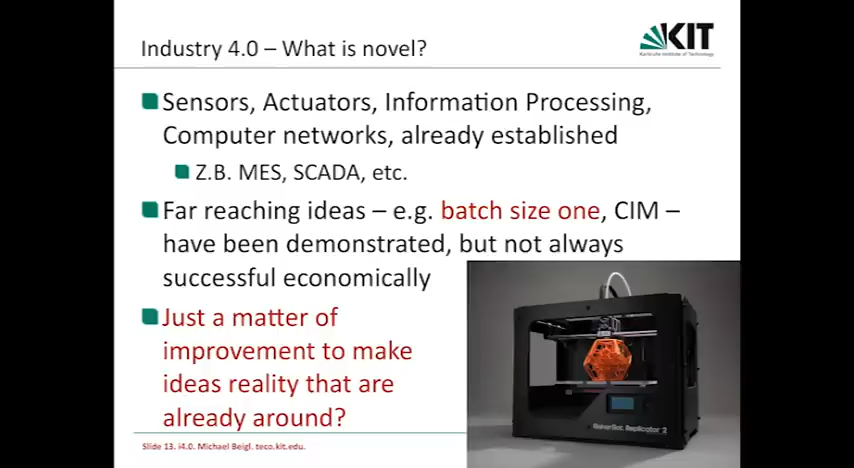 Industry 4.0 – What is novel?
KIT
Karlsruhe Institute of Technology
Sensors, Actuators, Information Processing,
Computer networks, already established
Z.B. MES, SCADA, etc.
Far reaching ideas – e.g. batch size one, CIM –
have been demonstrated, but not always
successful economically
Just a matter of
improvement to make
ideas reality that are
already around?
MakerBot Replicator 2
Slide 13. i4.0. Michael Beigl. teco.kit.edu.